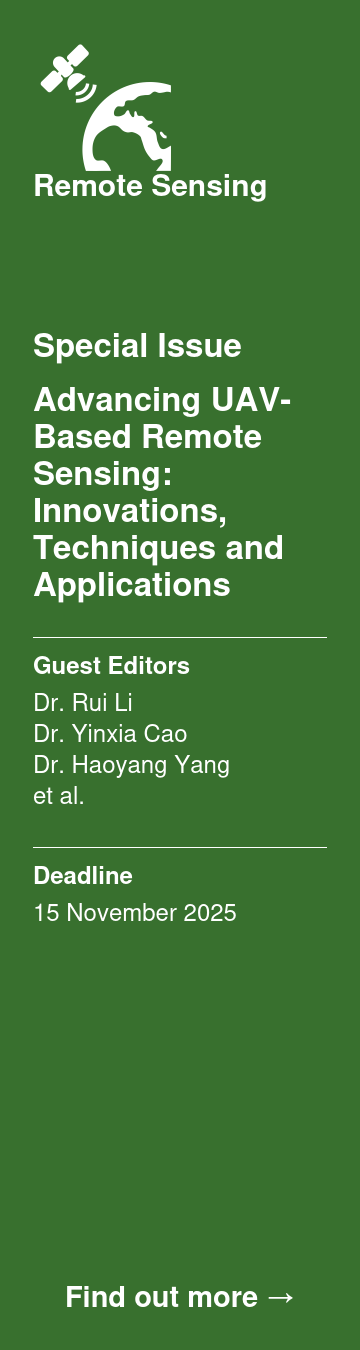 Remote Sensing
Special Issue
Advancing UAV-
Based Remote
Sensing:
Innovations,
Techniques and
Applications
Guest Editors
Dr. Rui Li
Dr. Yinxia Cao
Dr. Haoyang Yang
et al.
Deadline
15 November 2025
Find out more →